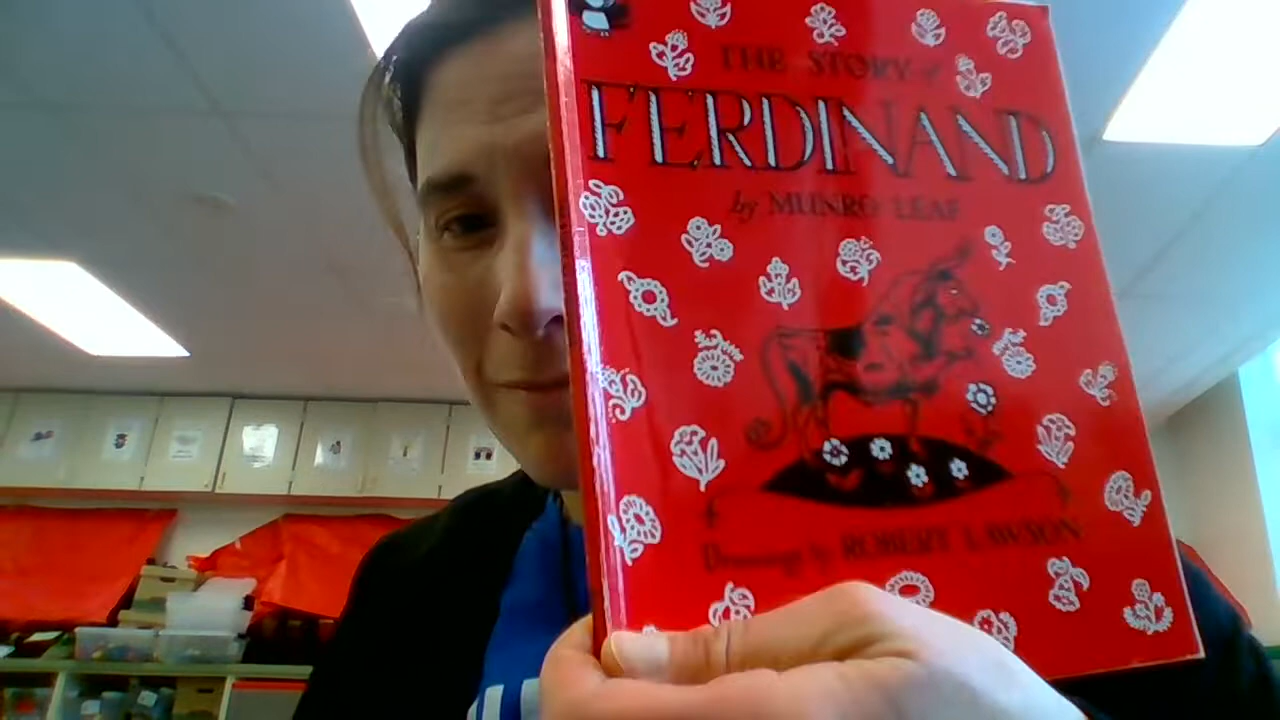 THE STORY of
FERDINAND
by MUNRO LEAF
Drawings by ROBERT LAWSON